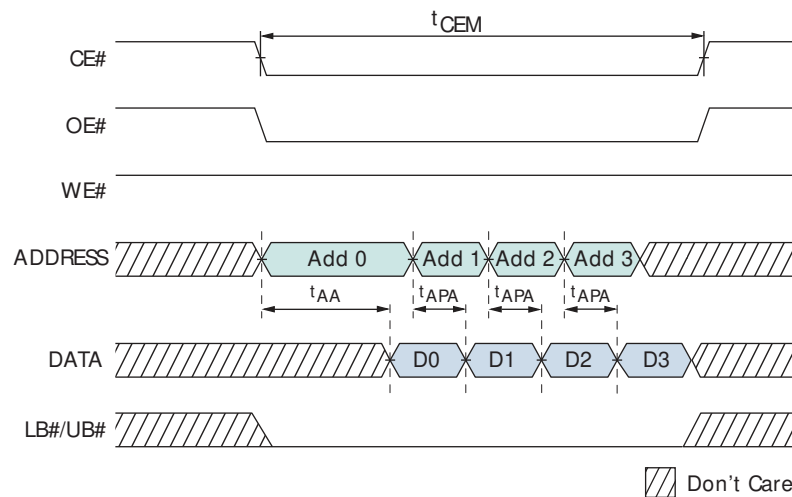 tCEM
CE#
OE#
WE#
ADDRESS Add 0 Add 1 Add 2 Add 3
tAA tAPA tAPA tAPA
DATA D0 D1 D2 D3
LB#/UB#
Don't Care